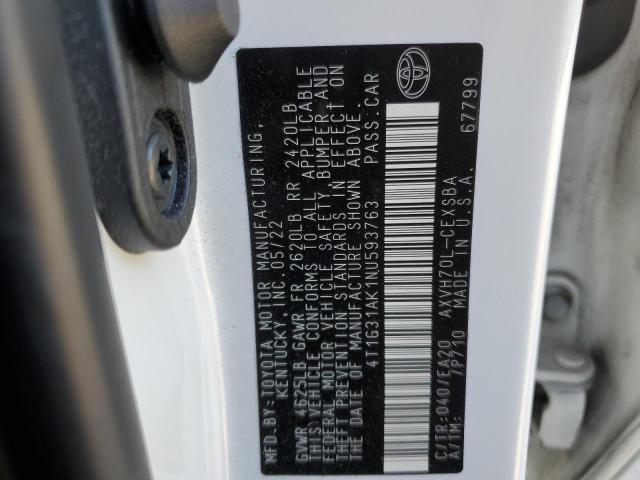 MFD.BY:TOYOTA MOTOR MANUFACTURING,
KENTUCKY, INC. 05/22
GVWR 4625LB GAWR FR 2620LB RR 2420LB
THIS VEHICLE CONFORMS TO ALL APPLICABLE
FEDERAL MOTOR VEHICLE SAFETY, BUMPER, AND
THEFT PREVENTION STANDARDS IN EFFECT ON
THE DATE OF MANUFACTURE SHOWN ABOVE.
4T1G31AK1NU593763 PASS.CAR
C/TR:040/EA20 AXVH70L-CEXSBA
A/TM: /P710 MADE IN U.S.A. 67799